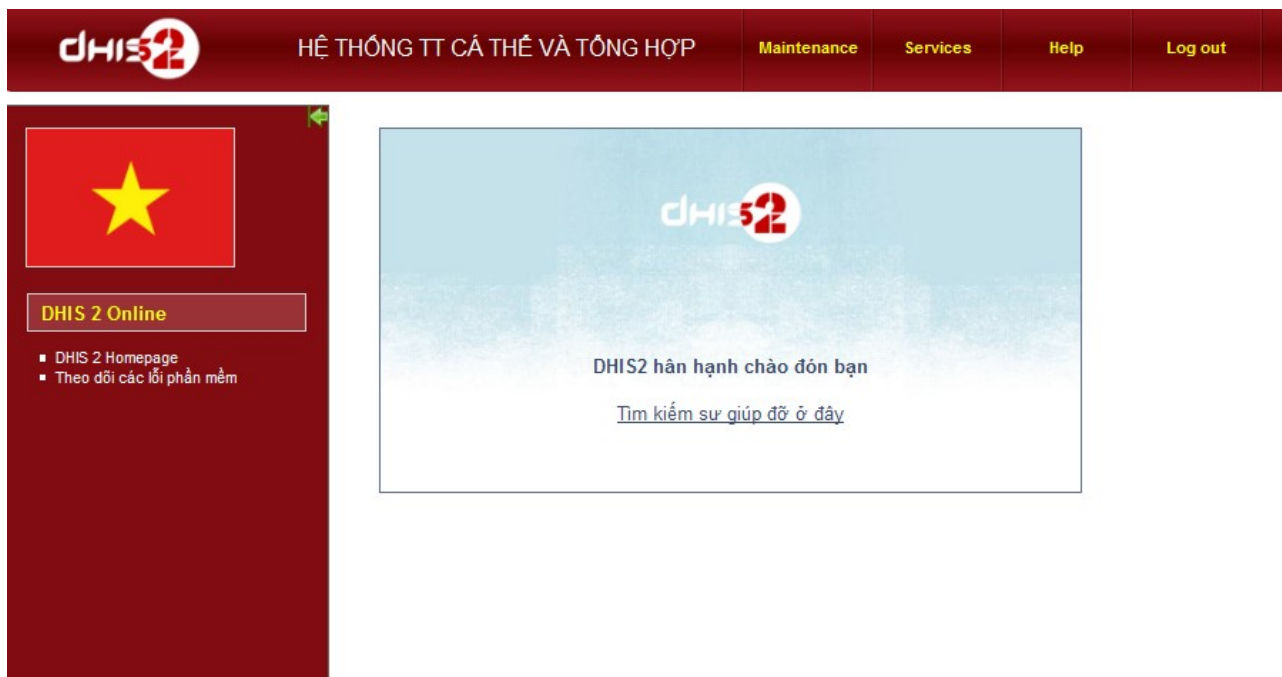 dHIS2
HỆ THỐNG TT CÁ THỂ VÀ TỔNG HỢP
Maintenance
Services
Help
Log out
DHIS 2 Online
DHIS 2 Homepage
Theo dõi các lỗi phần mềm
dHIS2
DHIS2 hân hạnh chào đón bạn
Tìm kiếm sư giúp đỡ ở đây